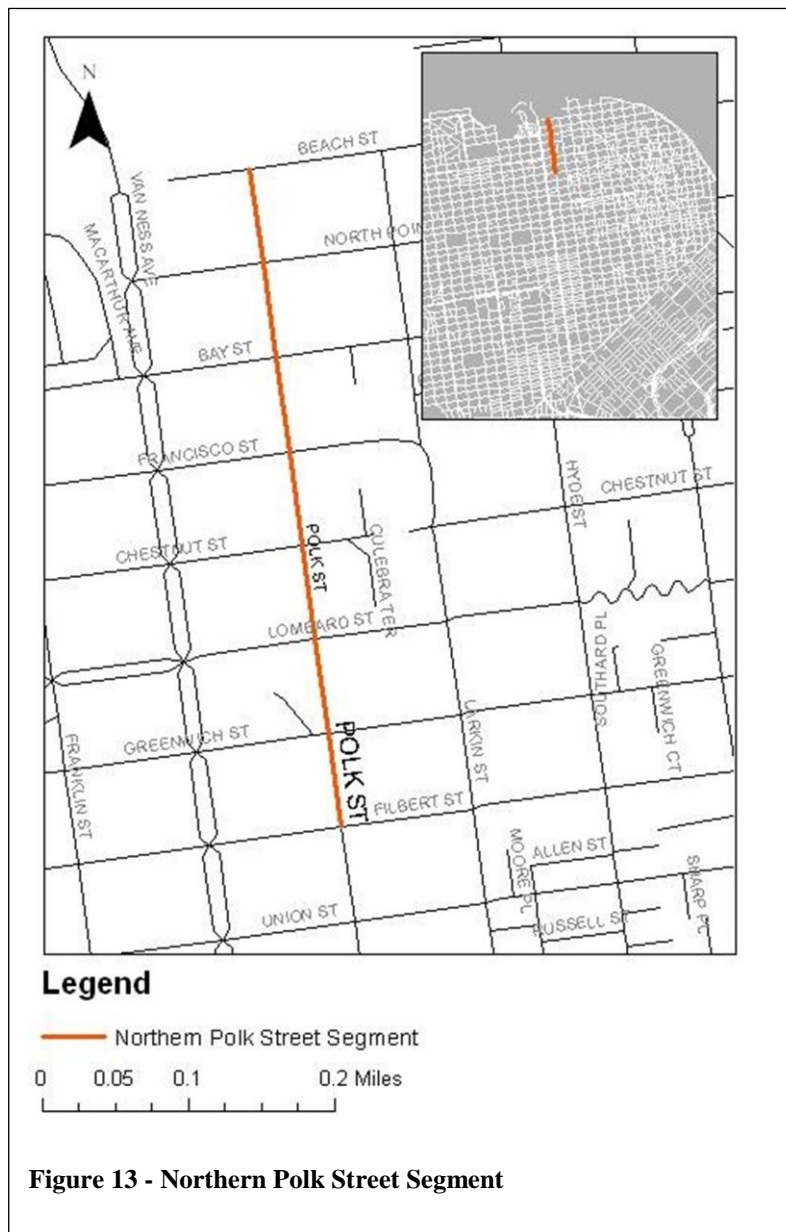 N
BEACH ST
VAN NESS AVE
MACARTHUR AVE
NORTH POIN
BAY ST
FRANCISCO ST
HYDE ST
CHESTNUT ST
CHESTNUT ST
POLK ST
CULEBRA TER
LOMBARD ST
SOUTHARD PL
GREENWICH CT
GREENWICH ST
POLK ST
LARKIN ST
FRANKLIN ST
FILBERT ST
MOORE PL
ALLEN ST
SHARP PL
UNION ST
RUSSELL ST
Legend
Northern Polk Street Segment
0 0.05 0.1 0.2 Miles
Figure 13 - Northern Polk Street Segment